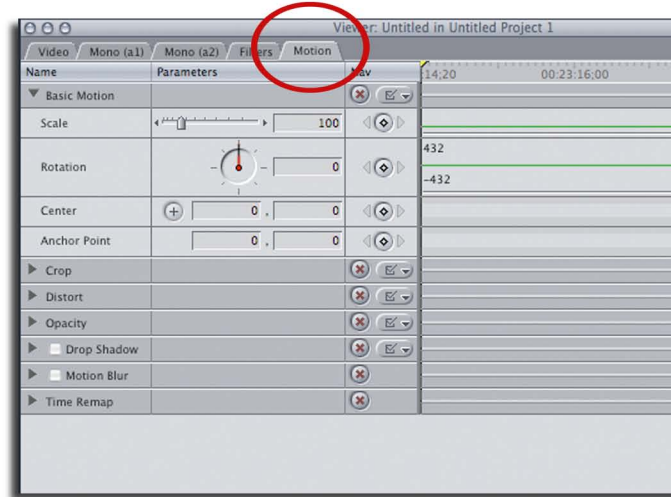 Viewer: Untitled in Untitled Project 1
Video Mono (a1) Mono (a2) Filters Motion
Name Parameters Nav :14;20 00:23:16;00
Basic Motion
Scale 100
432
Rotation 0
-432
Center 0 , 0
Anchor Point 0 , 0
Crop
Distort
Opacity
Drop Shadow
Motion Blur
Time Remap